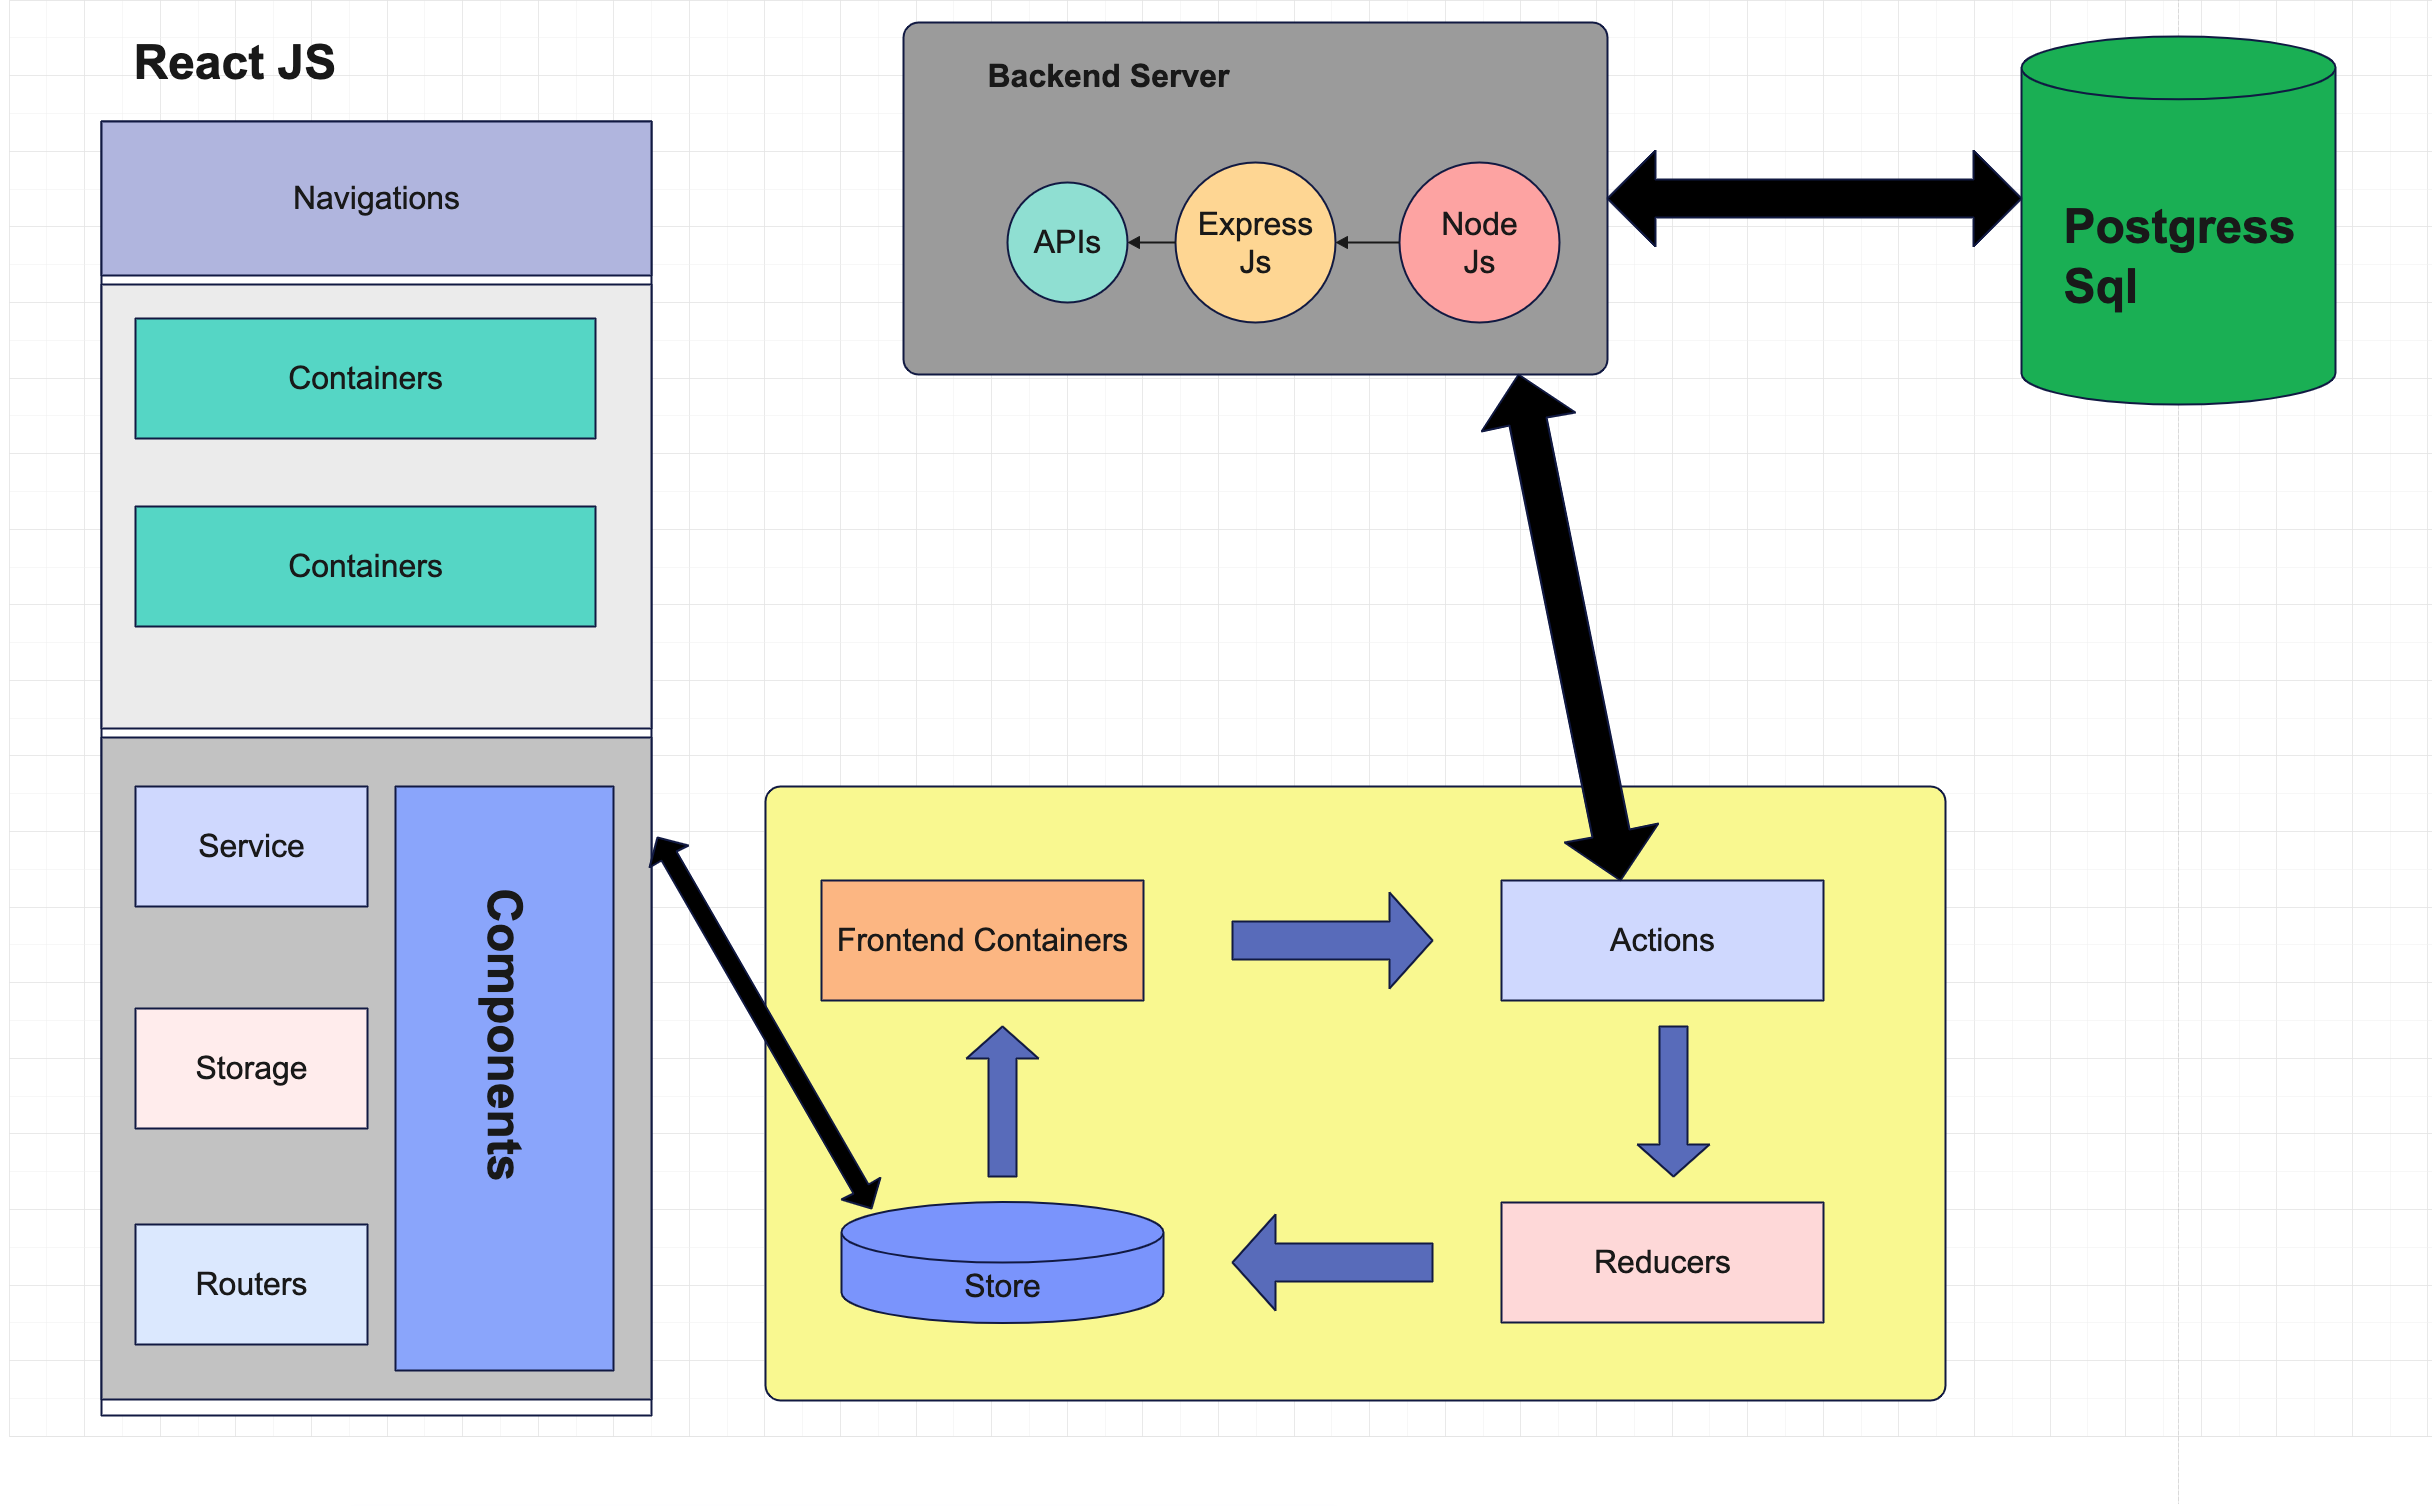 React JS
Navigations
Containers
Containers
Service
Storage
Routers
Components
Backend Server
APIs
Express
Js
Node
Js
Postgress
Sql
Frontend Containers
Actions
Store
Reducers